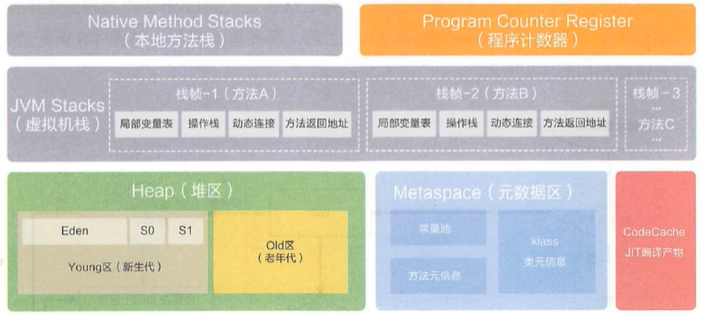 Native Method Stacks
（本地方法栈）
Program Counter Register
（程序计数器）
JVM Stacks
（虚拟机栈）
栈帧-1（方法A）
局部变量表
操作栈
动态连接
方法返回地址
栈帧-2（方法B）
局部变量表
操作栈
动态连接
方法返回地址
栈帧-3
...
方法C
Heap（堆区）
Eden
S0
S1
Young区（新生代）
Old区
（老年代）
Metaspace（元数据区）
常量池
方法元信息
klass
类元信息
CodeCache
JIT编译产物